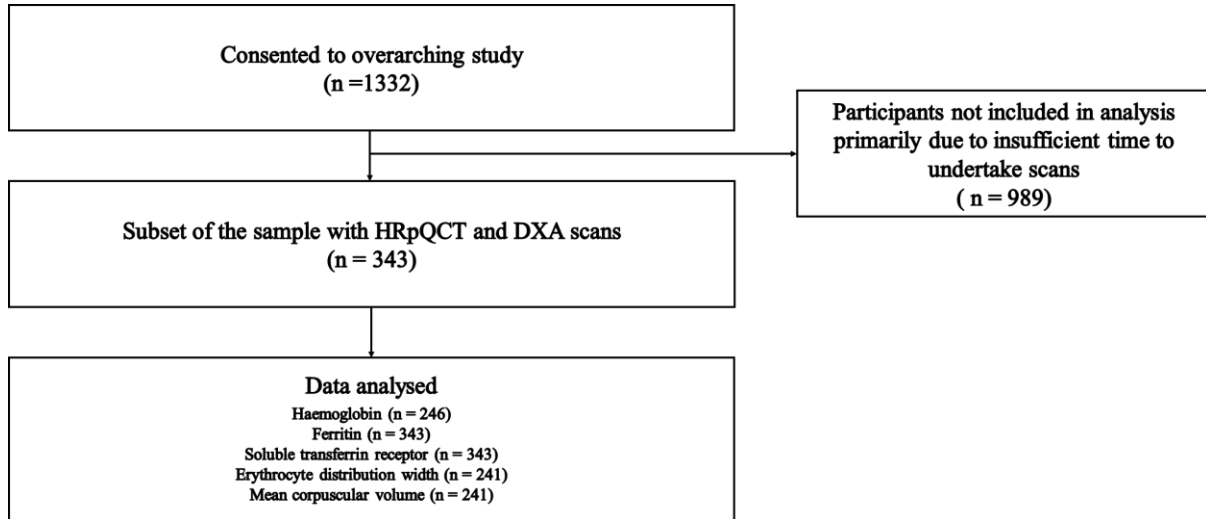 Consented to overarching study
(n =1332)
Participants not included in analysis
primarily due to insufficient time to
undertake scans
( n = 989)
Subset of the sample with HRpQCT and DXA scans
(n = 343)
Data analysed
Haemoglobin (n = 246)
Ferritin (n = 343)
Soluble transferrin receptor (n = 343)
Erythrocyte distribution width (n = 241)
Mean corpuscular volume (n = 241)